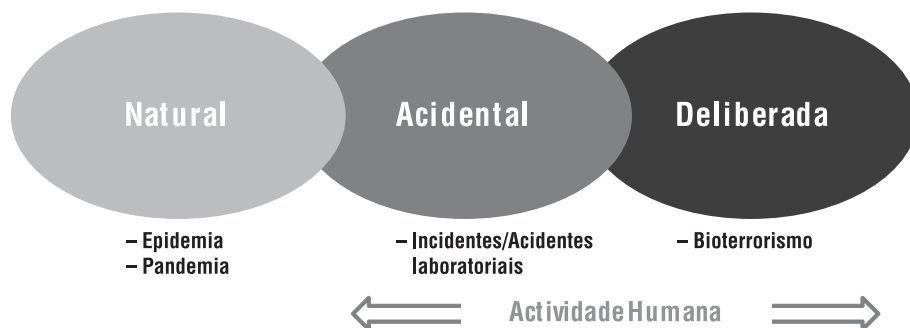 Natural
Acidental
Deliberada
– Epidemia
– Pandemia
– Incidentes/Acidentes
laboratoriais
– Bioterrorismo
Actividade Humana